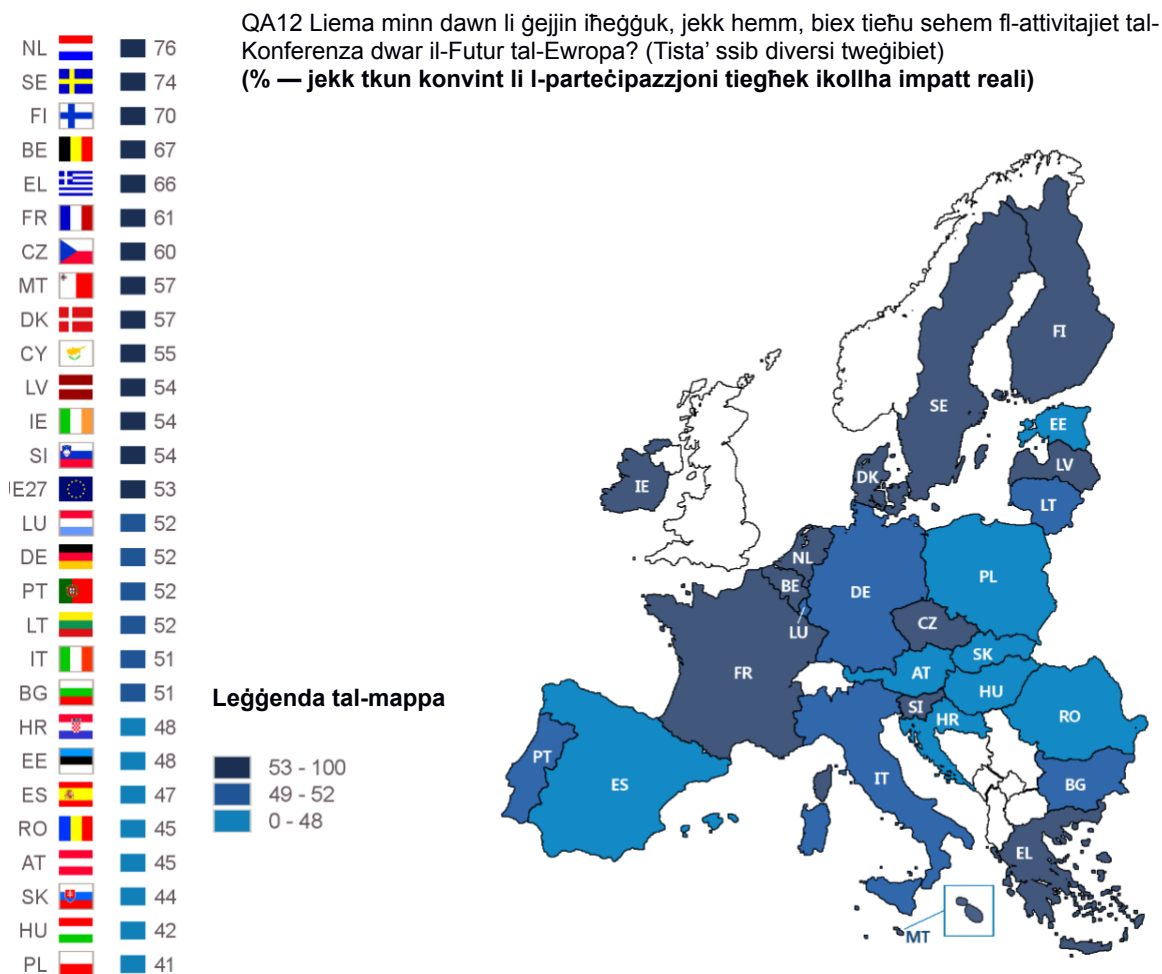 QA12 Liema minn dawn li ġejjin iħeġġuk, jekk hemm, biex tieħu sehem fl-attivitajiet tal-
Konferenza dwar il-Futur tal-Ewropa? (Tista' ssib diversi tweġibiet)
(% — jekk tkun konvint li l-parteċipazzjoni tiegħek ikollha impatt reali)
NL 76
SE 74
FI 70
BE 67
EL 66
FR 61
CZ 60
MT 57
DK 57
CY 55
LV 54
IE 54
SI 54
IE27 53
LU 52
DE 52
PT 52
LT 52
IT 51
BG 51
HR 48
EE 48
ES 47
RO 45
AT 45
SK 44
HU 42
PL 41
Leġġenda tal-mappa
53 - 100
49 - 52
0 - 48
FI
SE
EE
LV
LT
DK
IE
NL
BE
LU
DE
PL
CZ
SK
AT
HU
FR
SI
HR
RO
PT
ES
IT
BG
EL
MT